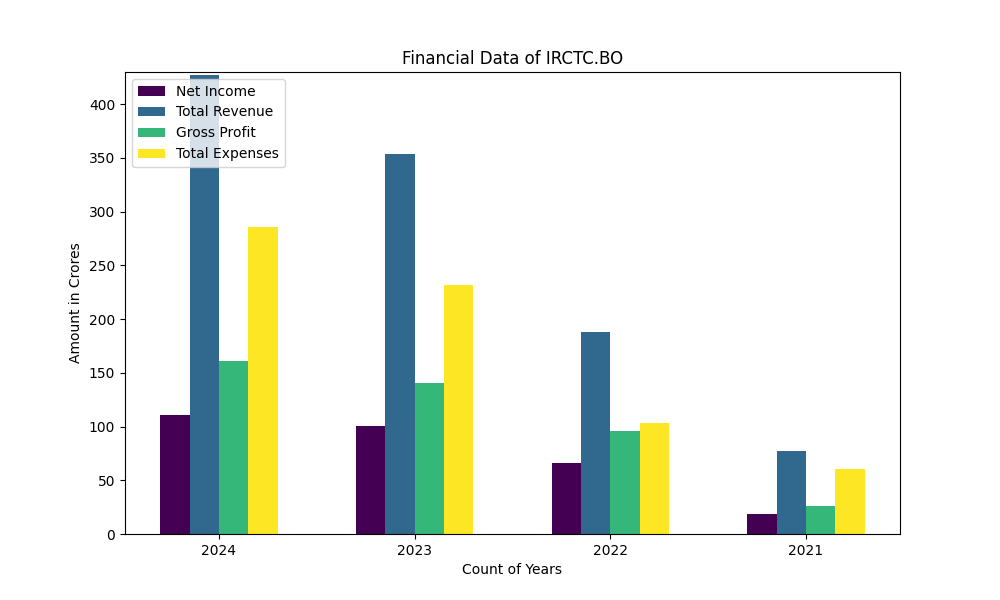 Financial Data of IRCTC.BO
Net Income
Total Revenue
Gross Profit
Total Expenses
400
350
300
250
200
150
100
50
0
Amount in Crores
2024
2023
2022
2021
Count of Years